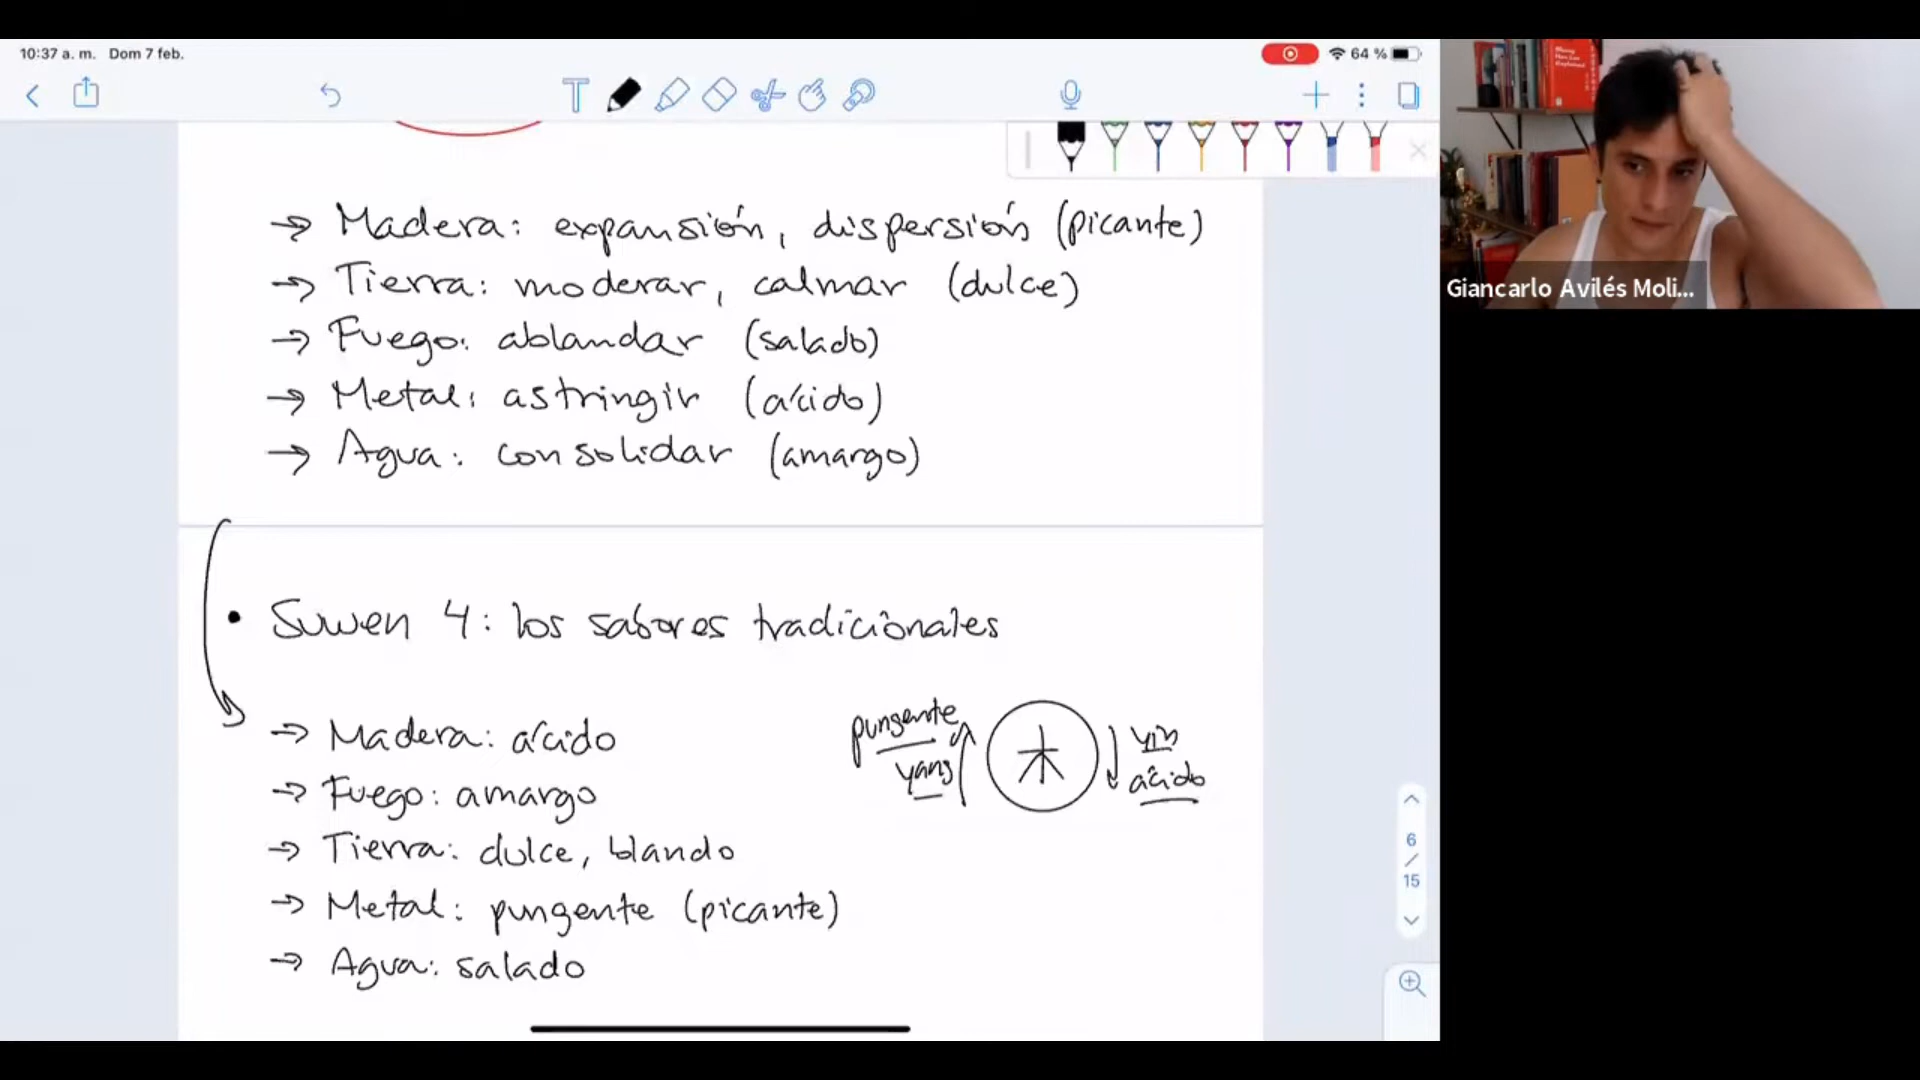 10:37 a. m. Dom 7 feb.
64 %
→ Madera: expansión, dispersión (picante)
→ Tierra: moderar, calmar (dulce)
→ Fuego: ablandar (salado)
→ Metal: astringir (ácido)
→ Agua: consolidar (amargo)
• Suwen 4: los sabores tradicionales
→ Madera: ácido
→ Fuego: amargo
→ Tierra: dulce, blando
→ Metal: pungente (picante)
→ Agua: salado
pungente
yang
木
yin
ácido
6
/
15
Giancarlo Avilés Moli...